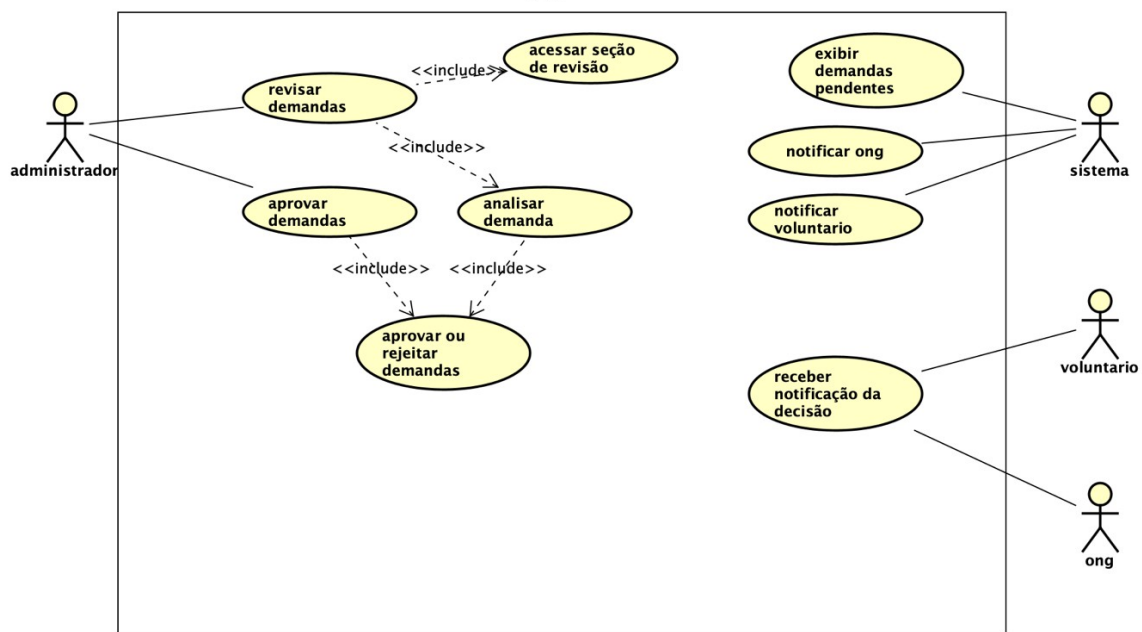 acessar seção
de revisão
<<include>>
revisar
demandas
exibir
demandas
pendentes
administrador
<<include>>
notificar ong
sistema
aprovar
demandas
analisar
demanda
notificar
voluntario
<<include>>
<<include>>
aprovar ou
rejeitar
demandas
receber
notificação da
decisão
voluntario
ong